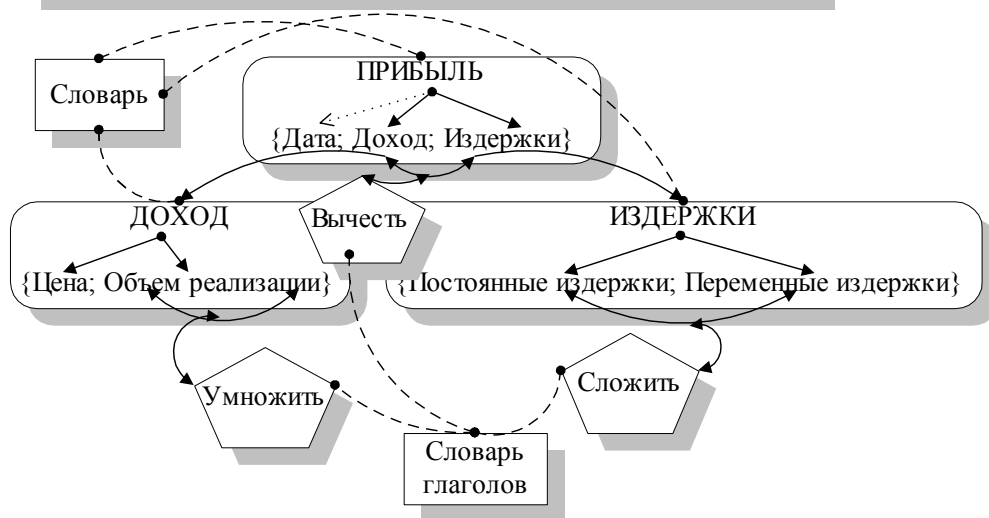 ПРИБЫЛЬ
Словарь
{Дата; Доход; Издержки}
ДОХОД
Вычесть
ИЗДЕРЖКИ
{Цена; Объем реализации}
{Постоянные издержки; Переменные издержки}
Умножить
Сложить
Словарь
глаголов